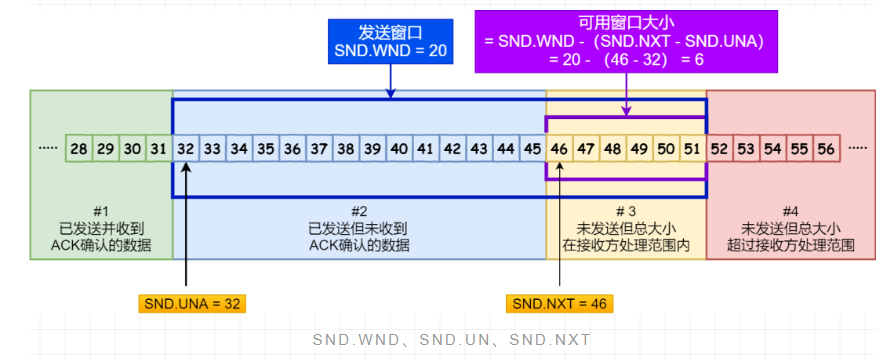 发送窗口
SND.WND = 20
可用窗口大小
= SND.WND -（SND.NXT - SND.UNA）
= 20 - （46 - 32） = 6
..... 28 29 30 31 32 33 34 35 36 37 38 39 40 41 42 43 44 45 46 47 48 49 50 51 52 53 54 55 56 .....
#1
已发送并收到
ACK确认的数据
#2
已发送但未收到
ACK确认的数据
# 3
未发送但总大小
在接收方处理范围内
#4
未发送但总大小
超过接收方处理范围
SND.UNA = 32
SND.NXT = 46
SND.WND、SND.UN、SND.NXT